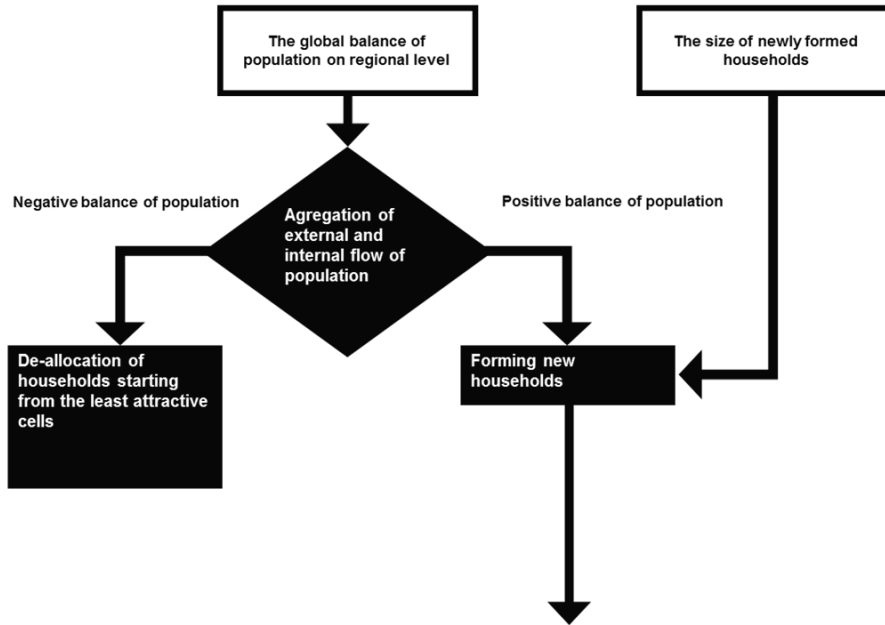 The global balance of
population on regional level
The size of newly formed
households
Negative balance of population
Positive balance of population
Agregation of
external and
internal flow of
population
De-allocation of
households starting
from the least attractive
cells
Forming new
households